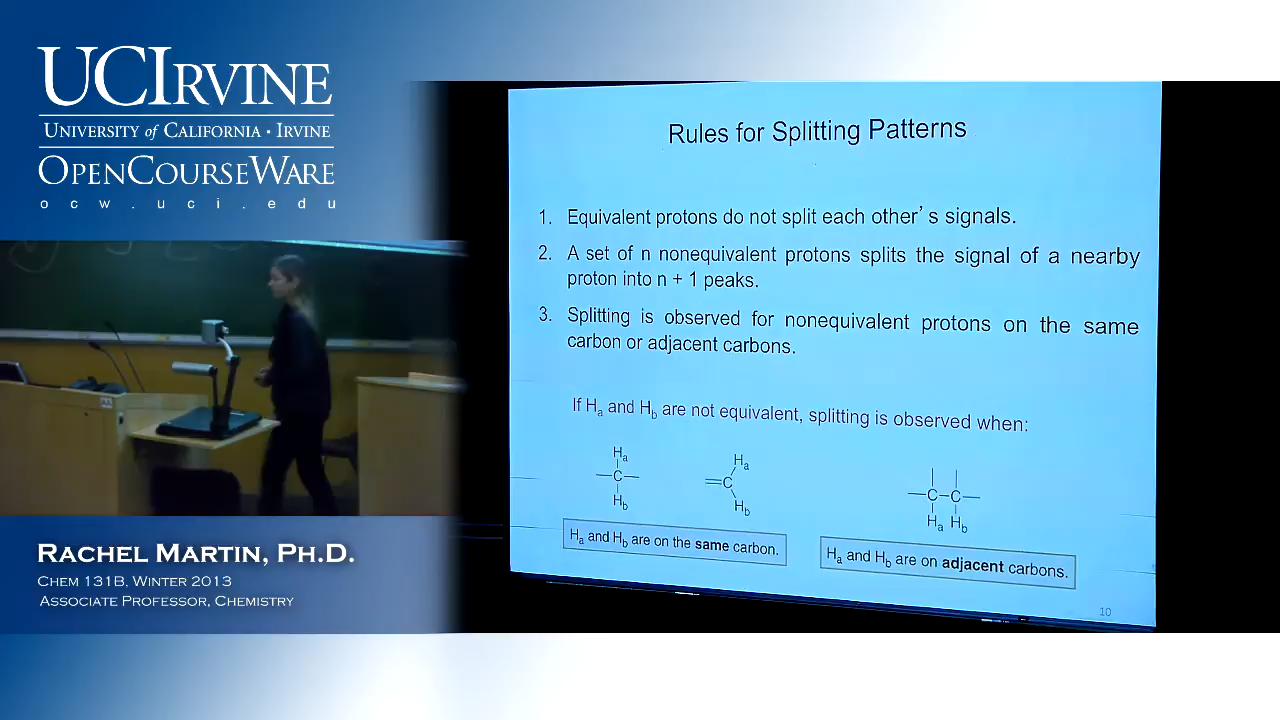 UCIRVINE
UNIVERSITY of CALIFORNIA · IRVINE
OPENCOURSEWARE
ocw.uci.edu
RACHEL MARTIN, PH.D.
CHEM 131B, WINTER 2013
ASSOCIATE PROFESSOR, CHEMISTRY
Rules for Splitting Patterns
1. Equivalent protons do not split each other's signals.
2. A set of n nonequivalent protons splits the signal of a nearby
proton into n + 1 peaks.
3. Splitting is observed for nonequivalent protons on the same
carbon or adjacent carbons.
If Ha and Hb are not equivalent, splitting is observed when:
Ha
C
Hb
Ha
=C
Hb
C–C
Ha Hb
Ha and Hb are on the same carbon.
Ha and Hb are on adjacent carbons.
10